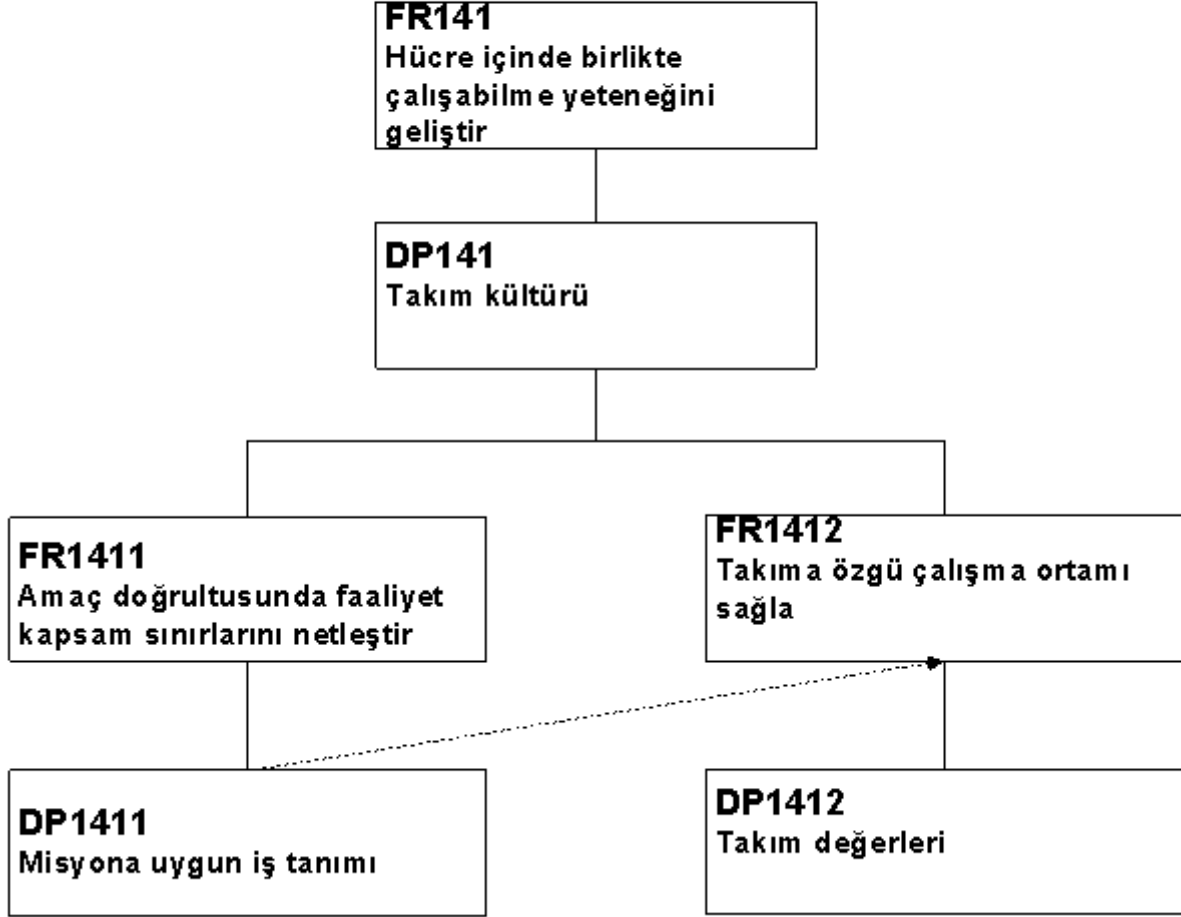 FR141
Hücre içinde birlikte
çalışabilme yeteneğini
geliştir
DP141
Takım kültürü
FR1411
Amaç doğrultusunda faaliyet
kapsam sınırlarını netleştir
FR1412
Takıma özgü çalışma ortamı
sağla
DP1411
Misyona uygun iş tanımı
DP1412
Takım değerleri